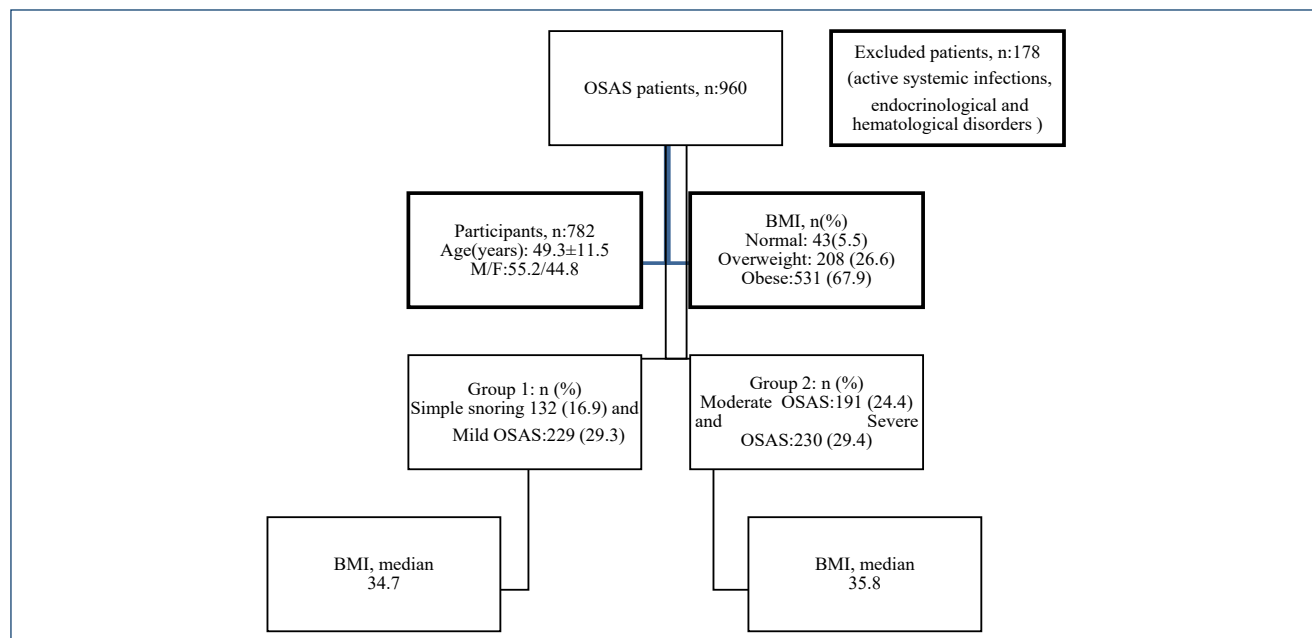 OSAS patients, n:960
Excluded patients, n:178
(active systemic infections,
endocrinological and
hematological disorders )
Participants, n:782
Age(years): 49.3±11.5
M/F:55.2/44.8
BMI, n(%)
Normal: 43(5.5)
Overweight: 208 (26.6)
Obese:531 (67.9)
Group 1: n (%)
Simple snoring 132 (16.9) and
Mild OSAS:229 (29.3)
Group 2: n (%)
Moderate OSAS:191 (24.4)
and Severe
OSAS:230 (29.4)
BMI, median
34.7
BMI, median
35.8